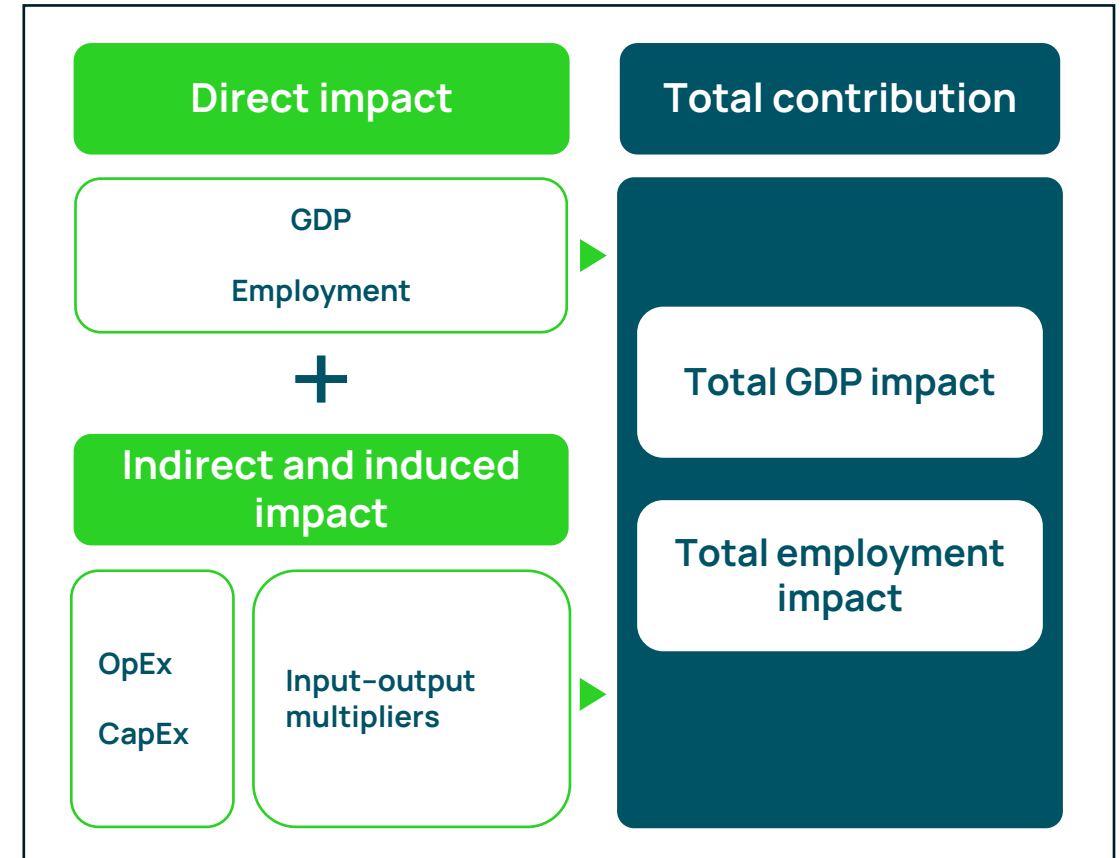 Direct impact
GDP
Employment
+
Indirect and induced
impact
OpEx
CapEx
Input–output
multipliers
Total contribution
Total GDP impact
Total employment
impact